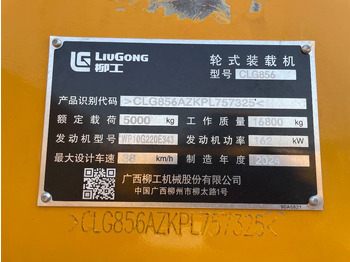 LiuGong
柳工
轮式装载机
型号 CLG856
产品识别代码 >CLG856AZKPL757325<
额定载荷 5000 kg 工作质量 16800 kg
发动机型号 WP10G220E343 发动机功率 162 kW
最大设计车速 38 km/h 制造年度 2024
广西柳工机械股份有限公司
中国广西柳州市柳太路1号
>CLG856AZKPL757325<